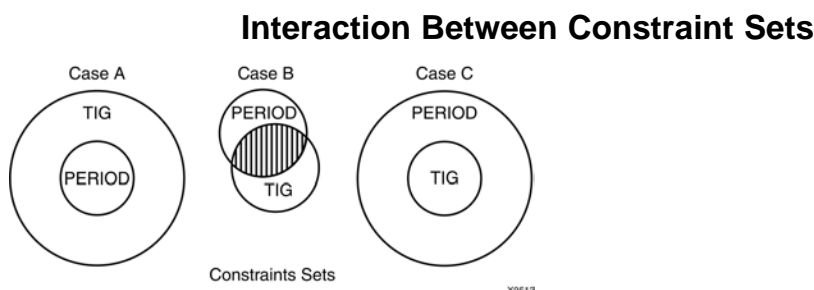 Interaction Between Constraint Sets
Case A Case B Case C
TIG PERIOD PERIOD
PERIOD TIG TIG
Constraints Sets